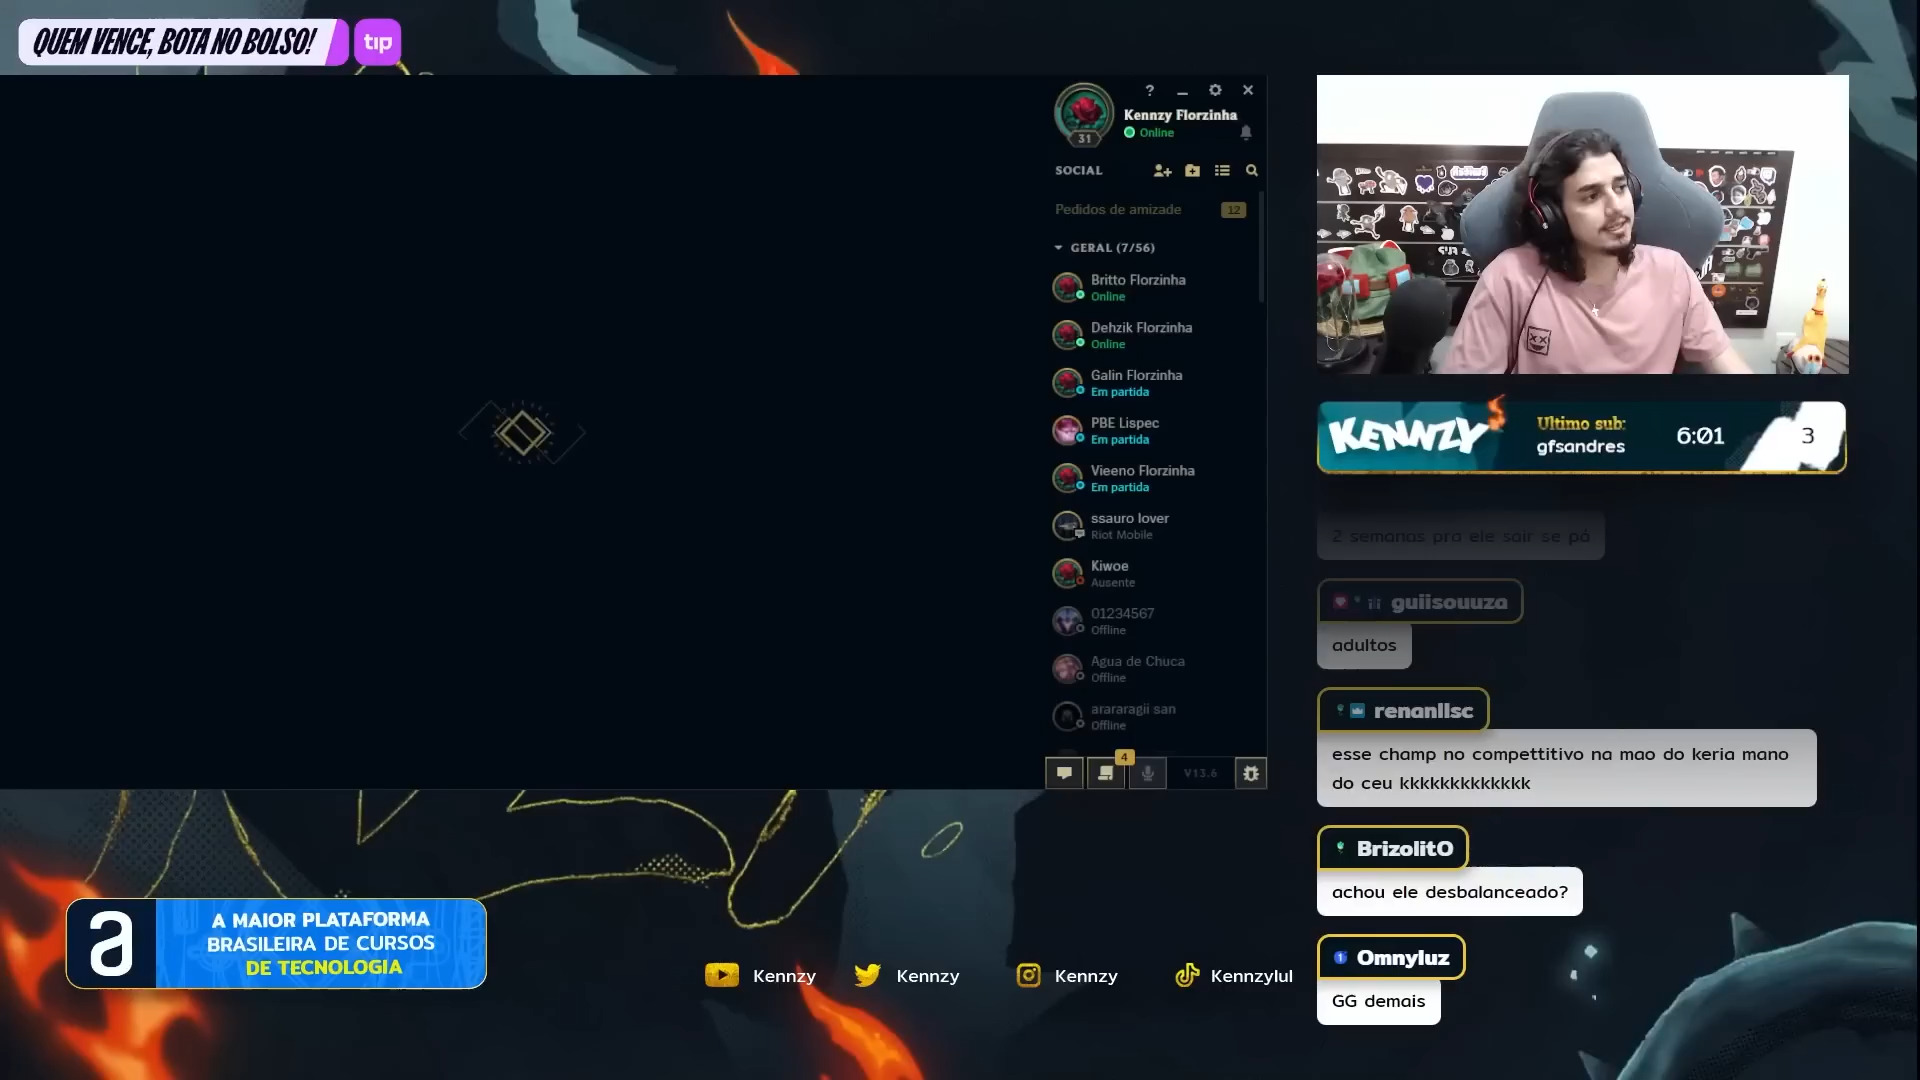 QUEM VENCE, BOTA NO BOLSO!
tip
?
Kennzy Florzinha
Online
31
SOCIAL
Pedidos de amizade
12
GERAL (7/56)
Britto Florzinha
Online
Dehzik Florzinha
Online
Galin Florzinha
Em partida
PBE Lispec
Em partida
Vieeno Florzinha
Em partida
ssauro lover
Riot Mobile
Kiwoe
Ausente
01234567
Offline
Agua de Chuca
Offline
arararagii san
Offline
4
V13.6
KENNZY
Ultimo sub:
gfsandres
6:01
3
2 semanas pra ele sair se pá
guiisouuza
adultos
renanllsc
esse champ no compettitivo na mao do keria mano
do ceu kkkkkkkkkkkkk
BrizolitO
achou ele desbalanceado?
Omnyluz
GG demais
a
A MAIOR PLATAFORMA
BRASILEIRA DE CURSOS
DE TECNOLOGIA
Kennzy
Kennzy
Kennzy
Kennzylul